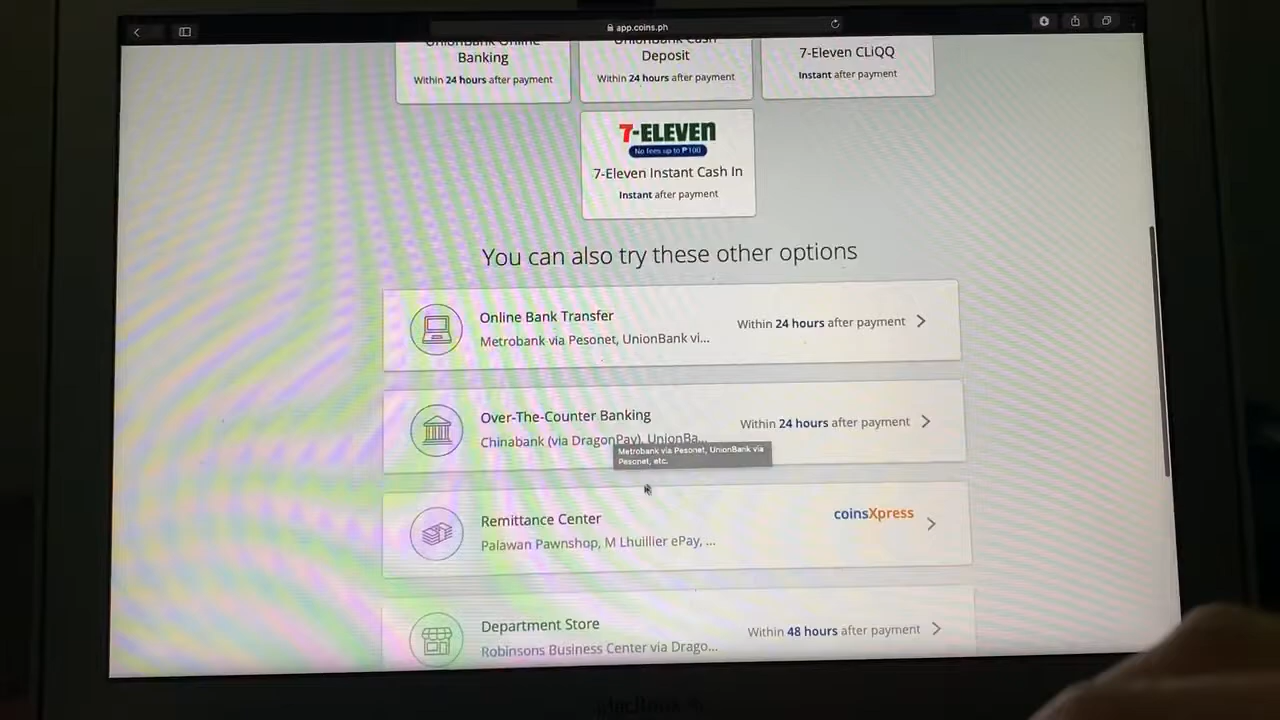 app.coins.ph
UnionBank Online
Banking
Within 24 hours after payment
UnionBank Cash
Deposit
Within 24 hours after payment
7-Eleven CLiQQ
Instant after payment
7-ELEVEN
No fees up to ₱100
7-Eleven Instant Cash In
Instant after payment
You can also try these other options
Online Bank Transfer
Metrobank via Pesonet, UnionBank vi...
Within 24 hours after payment
Over-The-Counter Banking
Chinabank (via DragonPay), UnionBa...
Within 24 hours after payment
Metrobank via Pesonet, UnionBank via
Pesonet, etc.
Remittance Center
Palawan Pawnshop, M Lhuillier ePay, ...
coinsXpress
Department Store
Robinsons Business Center via Drago...
Within 48 hours after payment
MacBook